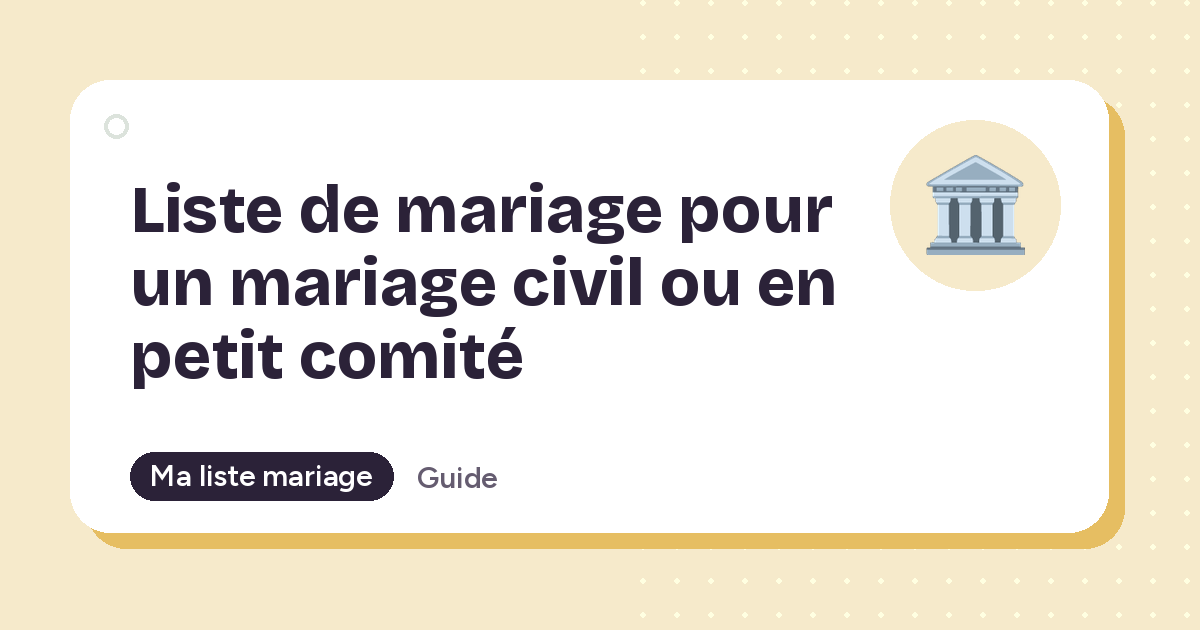 Liste de mariage pour
un mariage civil ou en
petit comité
Ma liste mariage
Guide